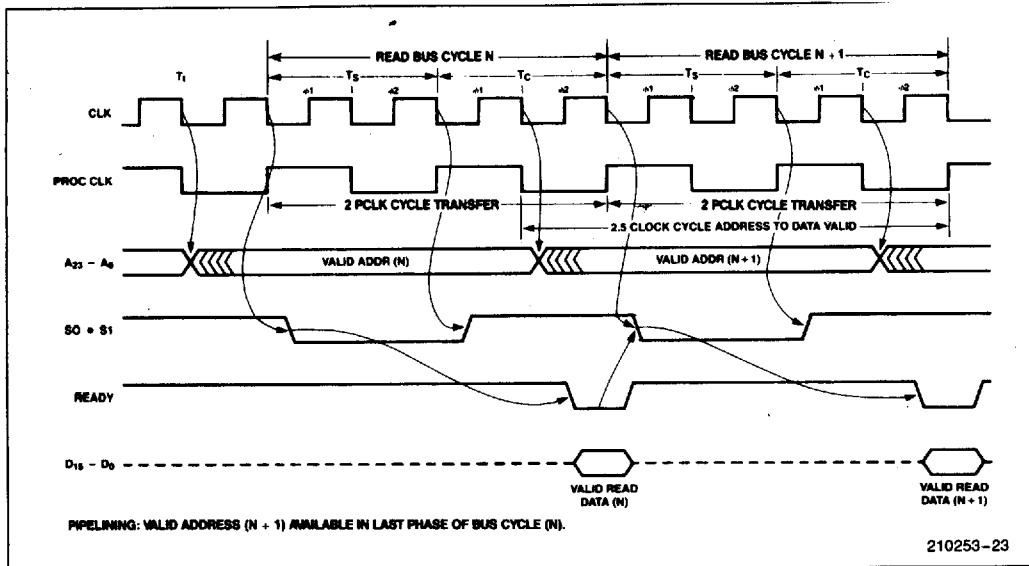 READ BUS CYCLE N
READ BUS CYCLE N + 1
TI
TS
TC
TS
TC
φ1
φ2
φ1
φ2
φ1
φ2
φ1
φ2
CLK
PROC CLK
2 PCLK CYCLE TRANSFER
2 PCLK CYCLE TRANSFER
2.5 CLOCK CYCLE ADDRESS TO DATA VALID
A23 – A0
VALID ADDR (N)
VALID ADDR (N + 1)
SO • S1
READY
D15 – D0
VALID READ
DATA (N)
VALID READ
DATA (N + 1)
PIPELINING: VALID ADDRESS (N + 1) AVAILABLE IN LAST PHASE OF BUS CYCLE (N).
210253–23